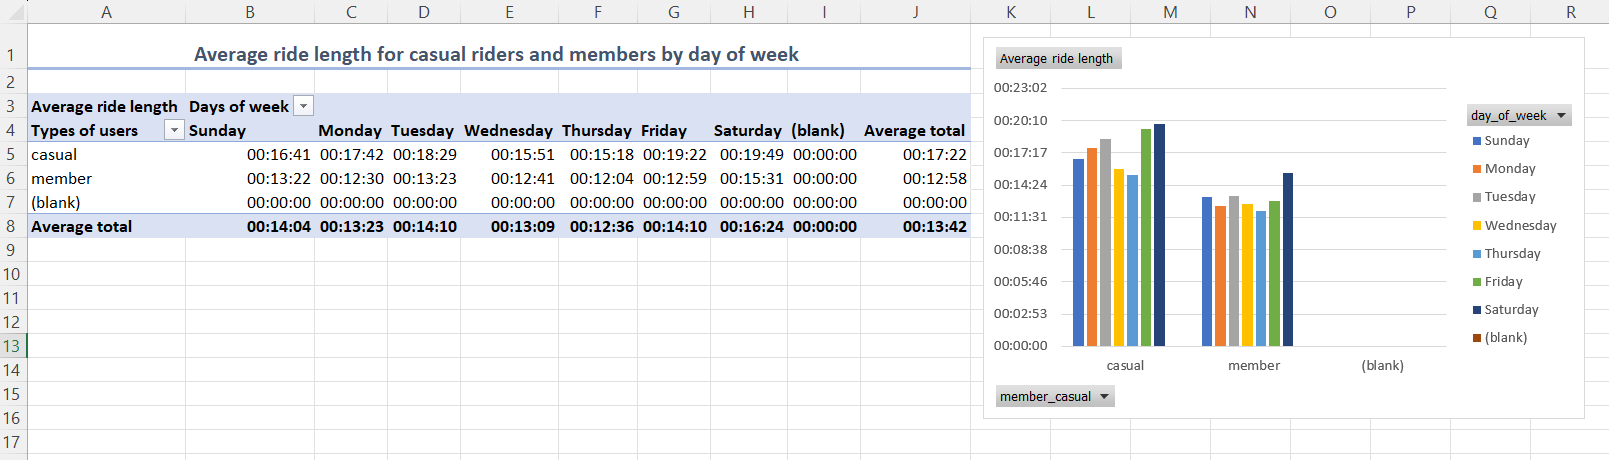 A B C D E F G H I J K L M N O P Q R
1 Average ride length for casual riders and members by day of week
2
3 Average ride length Days of week
4 Types of users Sunday Monday Tuesday Wednesday Thursday Friday Saturday (blank) Average total
5 casual 00:16:41 00:17:42 00:18:29 00:15:51 00:15:18 00:19:22 00:19:49 00:00:00 00:17:22
6 member 00:13:22 00:12:30 00:13:23 00:12:41 00:12:04 00:12:59 00:15:31 00:00:00 00:12:58
7 (blank) 00:00:00 00:00:00 00:00:00 00:00:00 00:00:00 00:00:00 00:00:00 00:00:00 00:00:00
8 Average total 00:14:04 00:13:23 00:14:10 00:13:09 00:12:36 00:14:10 00:16:24 00:00:00 00:13:42
9
10
11
12
13
14
15
16
17
Average ride length
00:23:02
00:20:10
00:17:17
00:14:24
00:11:31
00:08:38
00:05:46
00:02:53
00:00:00
casual member (blank)
member_casual
day_of_week
Sunday
Monday
Tuesday
Wednesday
Thursday
Friday
Saturday
(blank)